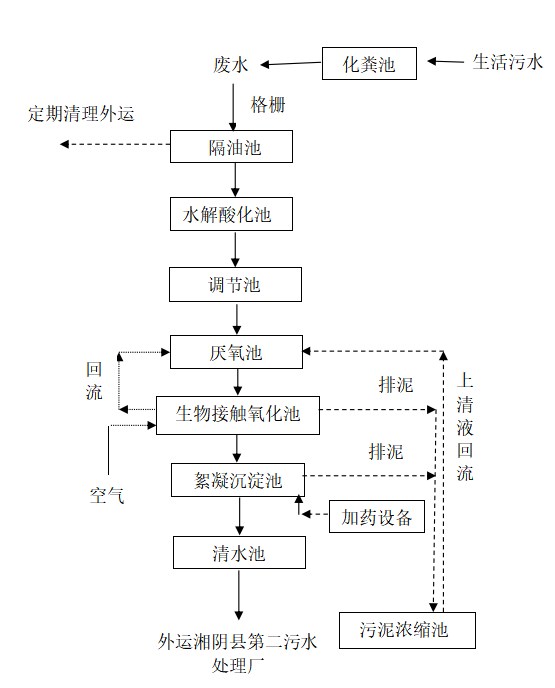 废水
化粪池
生活污水
格栅
定期清理外运
隔油池
水解酸化池
调节池
厌氧池
回流
上清液回流
排泥
生物接触氧化池
排泥
絮凝沉淀池
空气
加药设备
清水池
污泥浓缩池
外运湘阴县第二污水
处理厂